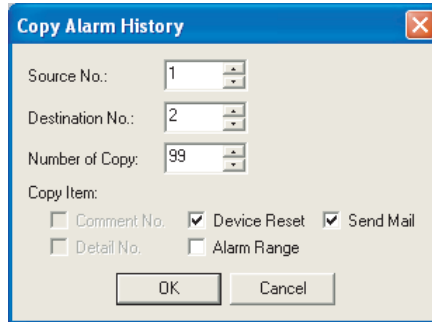 Copy Alarm History
Source No.: 1
Destination No.: 2
Number of Copy: 99
Copy Item:
Comment No. Device Reset Send Mail
Detail No. Alarm Range
OK Cancel